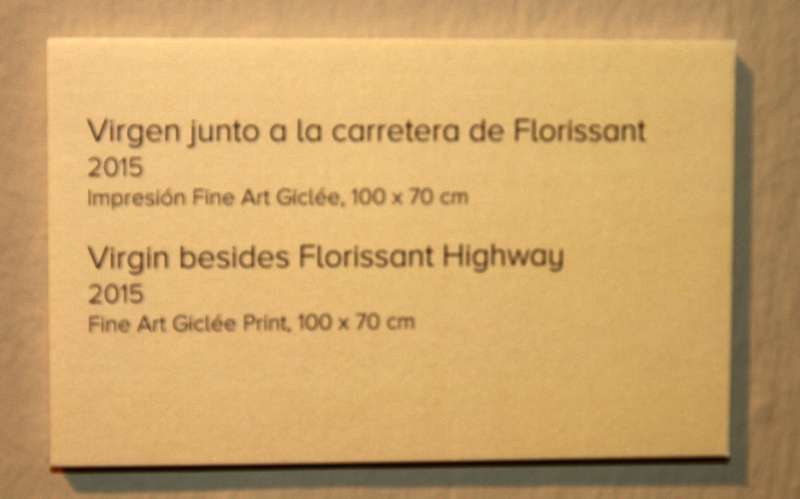 Virgen junto a la carretera de Florissant
2015
Impresión Fine Art Giclée, 100 x 70 cm
Virgin besides Florissant Highway
2015
Fine Art Giclée Print, 100 x 70 cm